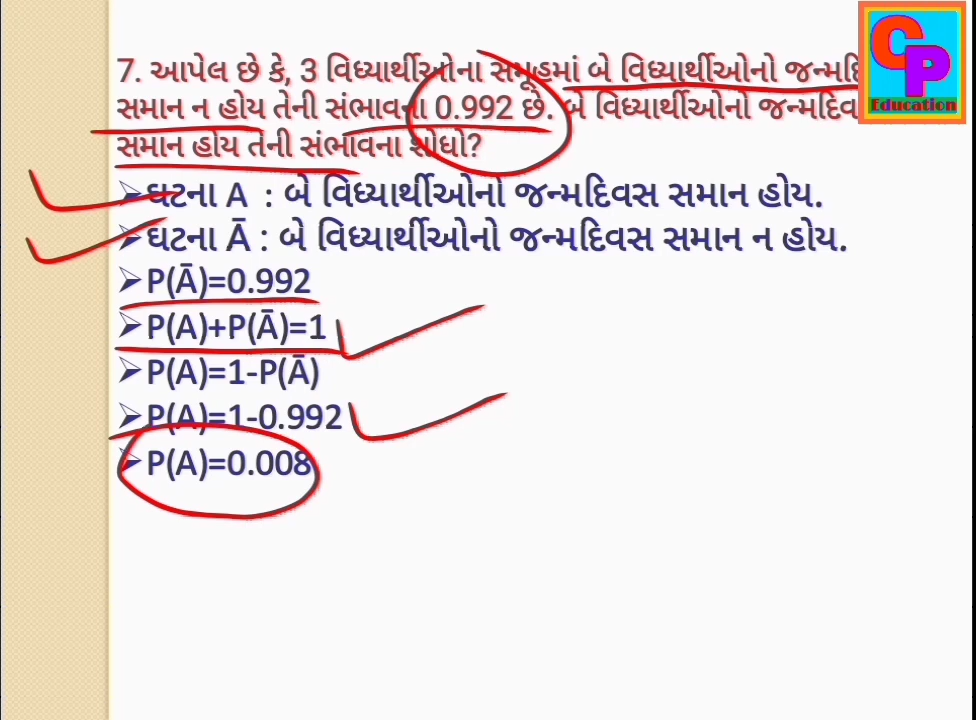 7. આપેલ છે કે, 3 વિધ્યાર્થીઓના સમૂહમાં બે વિધ્યાર્થીઓનો જન્મદિ
સમાન ન હોય તેની સંભાવના 0.992 છે. બે વિધ્યાર્થીઓનો જન્મદિવ
સમાન હોય તેની સંભાવના શોધો?
ઘટના A : બે વિધ્યાર્થીઓનો જન્મદિવસ સમાન હોય.
ઘટના Ā : બે વિધ્યાર્થીઓનો જન્મદિવસ સમાન ન હોય.
P(Ā)=0.992
P(A)+P(Ā)=1
P(A)=1-P(Ā)
P(A)=1-0.992
P(A)=0.008
CP
Education